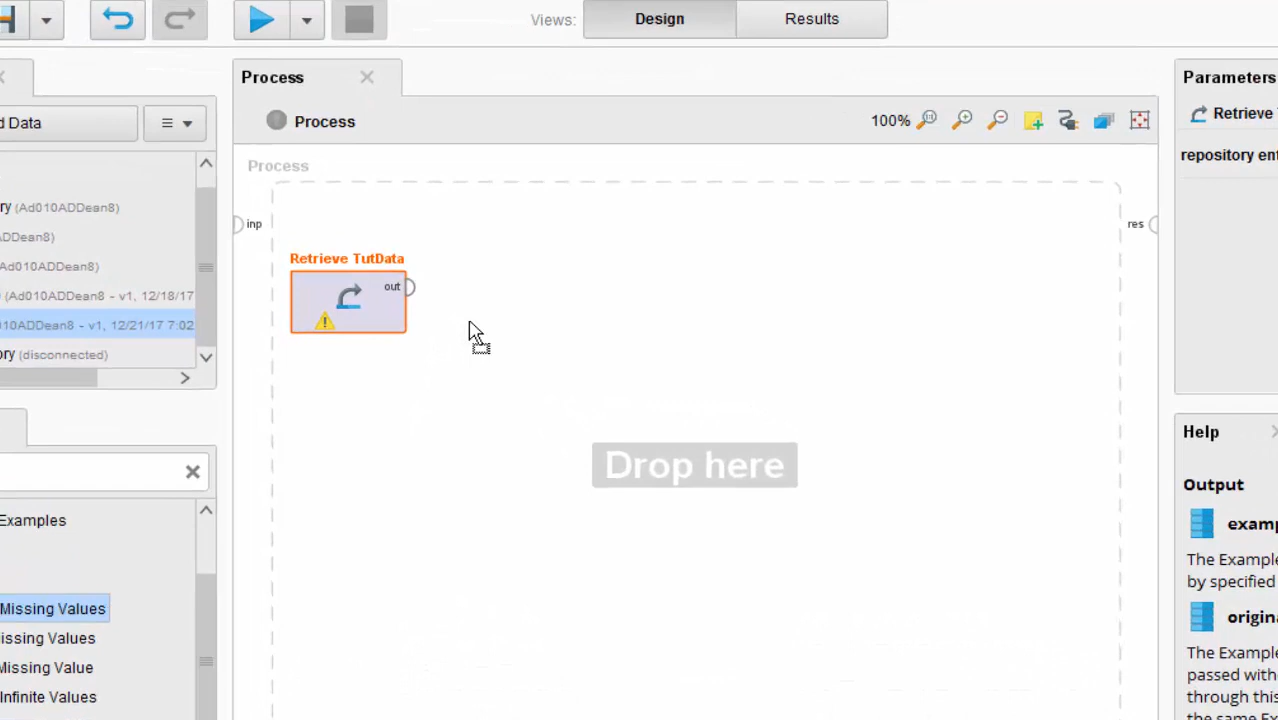 Views:
Design
Results
Process
d Data
Process
100%
Parameters
Retrieve
repository ent
Process
ry (Ad010ADDean8)
ADDean8)
Ad010ADDean8)
(Ad010ADDean8 - v1, 12/18/17
010ADDean8 - v1, 12/21/17 7:02
ory (disconnected)
inp
res
Retrieve TutData
out
Drop here
Examples
Missing Values
issing Values
Missing Value
Infinite Values
Help
Output
examp
The Example
by specified
origina
The Example
passed witho
through this
the same Ex